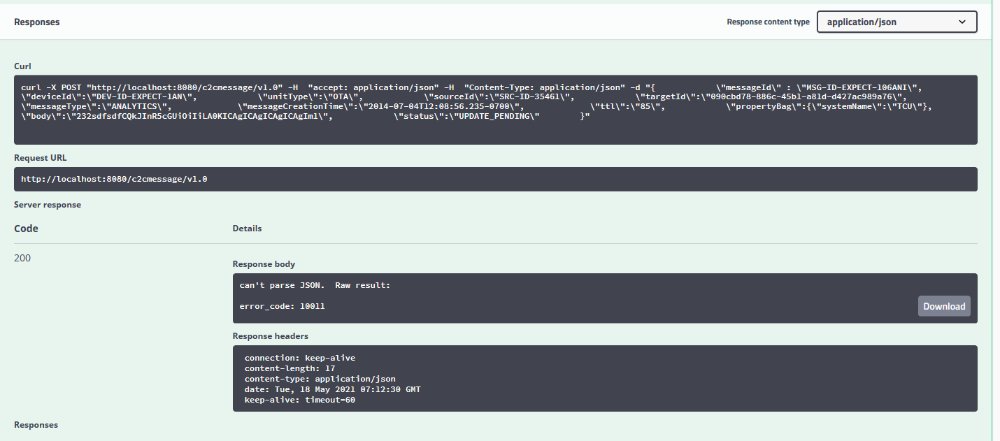 Responses
Response content type
application/json
Curl
curl -X POST "http://localhost:8080/c2cmessage/v1.0" -H "accept: application/json" -H "Content-Type: application/json" -d "{ \"messageId\" : \"MSG-ID-EXPECT-106ANI\",
\"deviceId\":\"DEV-ID-EXPECT-1AN\", \"unitType\":\"OTA\", \"sourceId\":\"SRC-ID-35461\", \"targetId\":\"090cbd78-886c-45b1-a81d-d427ac989a76\",
\"messageType\":\"ANALYTICS\", \"messageCreationTime\":\"2014-07-04T12:08:56.235-0700\", \"ttl\":\"85\", \"propertyBag\":{\"systemName\":\"TCU\"},
\"body\":\"232sdfsdfCQkJInR5cGUiOiIiLA0KICAgICAgICAgICAgIm1\", \"status\":\"UPDATE_PENDING\" }"
Request URL
http://localhost:8080/c2cmessage/v1.0
Server response
Code
Details
200
Response body
can't parse JSON. Raw result:
error_code: 10011
Download
Response headers
connection: keep-alive
content-length: 17
content-type: application/json
date: Tue, 18 May 2021 07:12:30 GMT
keep-alive: timeout=60
Responses